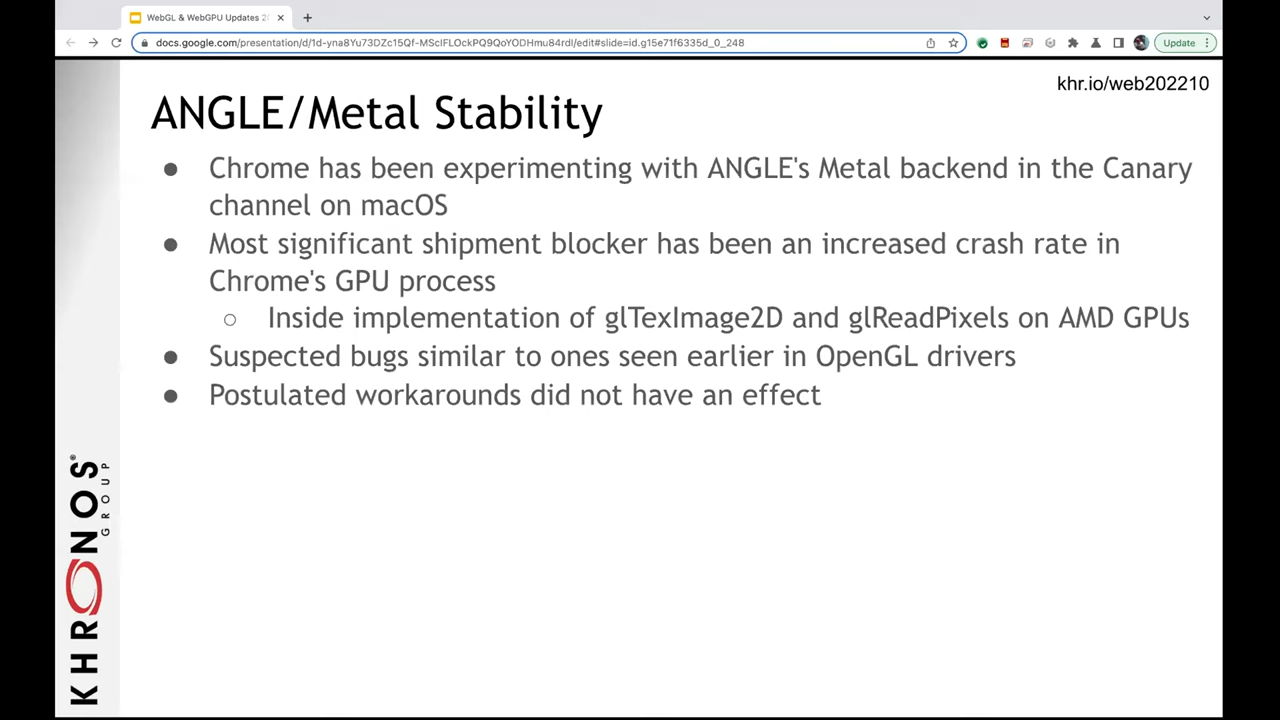 WebGL & WebGPU Updates 2
docs.google.com/presentation/d/1d-yna8Yu73DZc15Qf-MScIFLOckPQ9QoYODHmu84rdI/edit#slide=id.g15e71f6335d_0_248
Update
khr.io/web202210
ANGLE/Metal Stability
● Chrome has been experimenting with ANGLE's Metal backend in the Canary
channel on macOS
● Most significant shipment blocker has been an increased crash rate in
Chrome's GPU process
○ Inside implementation of glTexImage2D and glReadPixels on AMD GPUs
● Suspected bugs similar to ones seen earlier in OpenGL drivers
● Postulated workarounds did not have an effect
KHRONOS®
GROUP